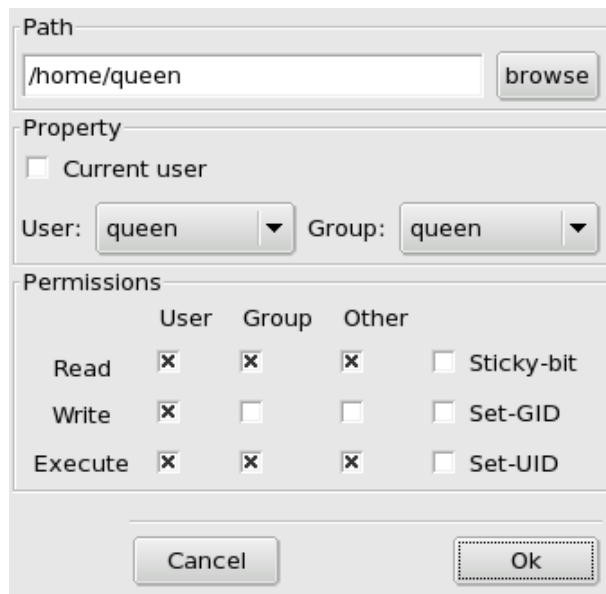 Path
/home/queen browse
Property
Current user
User: queen Group: queen
Permissions
User Group Other
Read Sticky-bit
Write Set-GID
Execute Set-UID
Cancel Ok